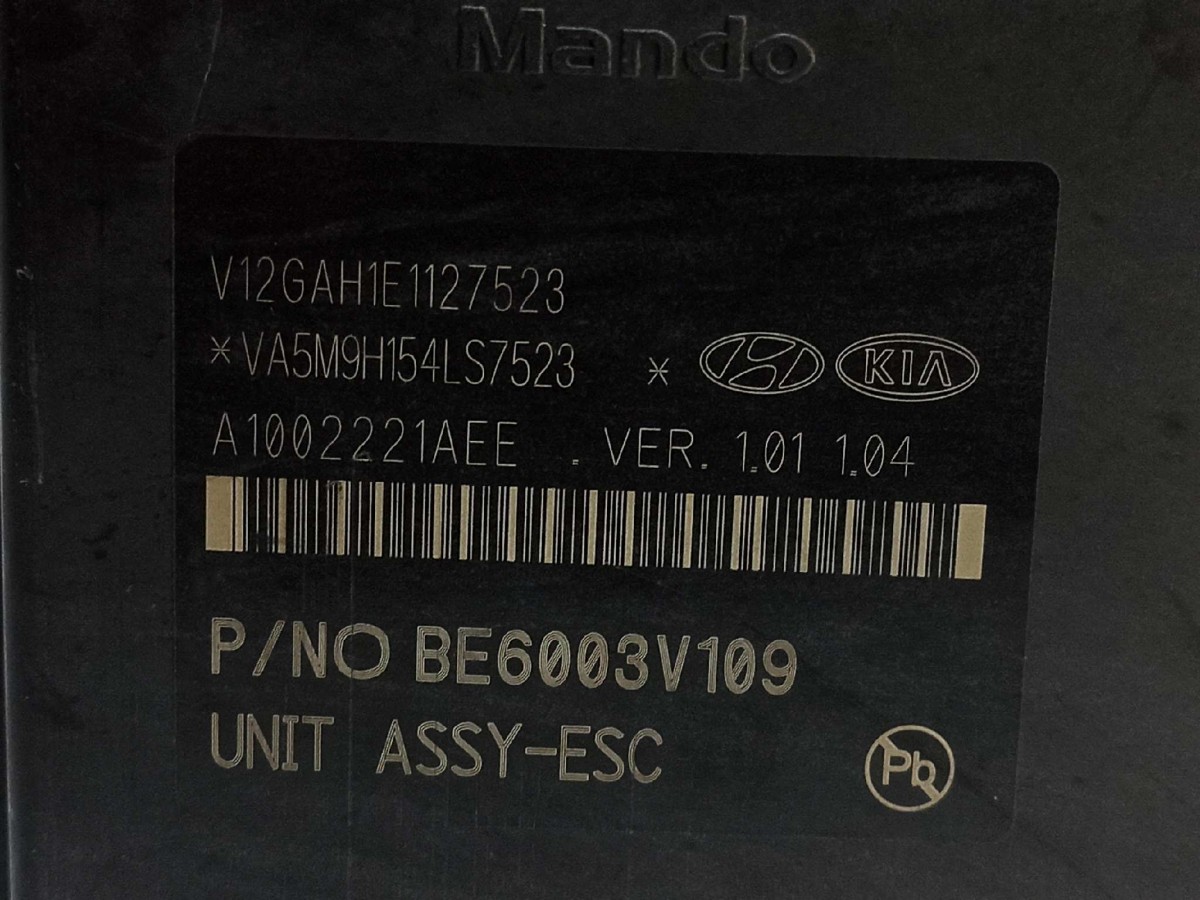 Mando
V12GAH1E1127523
*VA5M9H154LS7523 * KIA
A1002221AEE . VER. 1.01 1.04
P/NO BE6003V109
UNIT ASSY-ESC
Pb